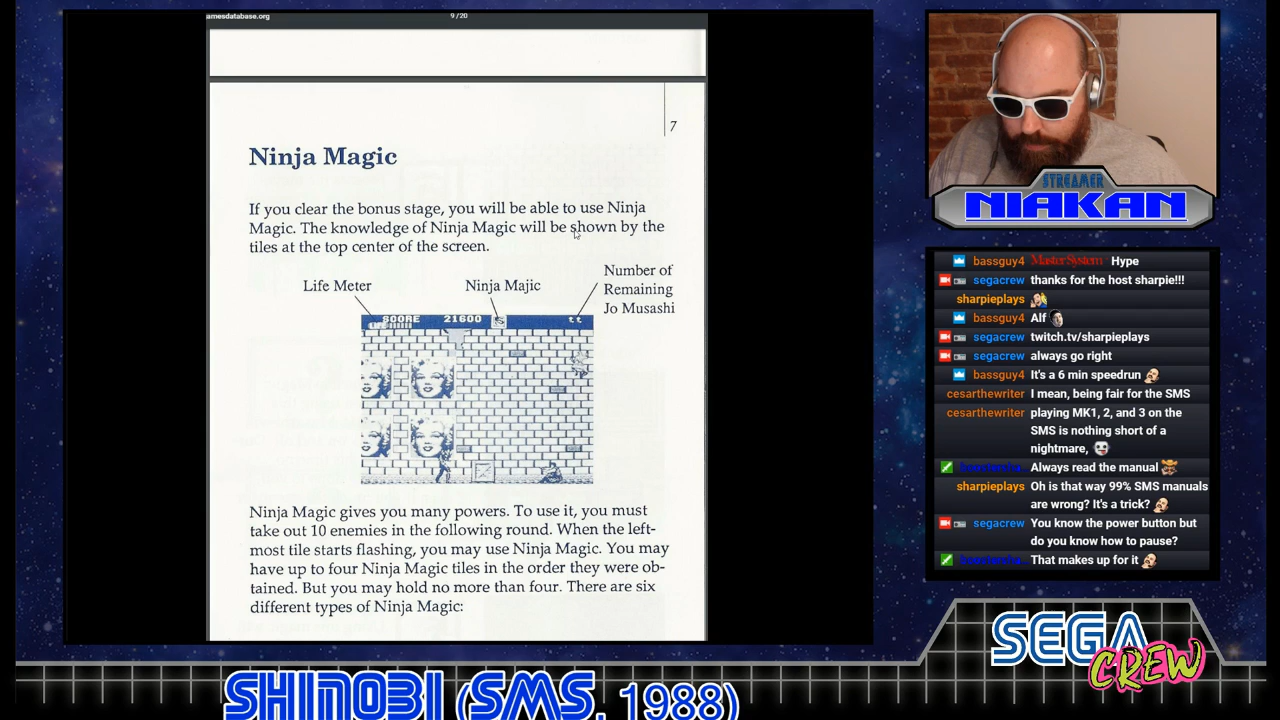 amesdatabase.org
9 / 20
7
Ninja Magic
If you clear the bonus stage, you will be able to use Ninja
Magic. The knowledge of Ninja Magic will be shown by the
tiles at the top center of the screen.
Life Meter
Ninja Majic
Number of
Remaining
Jo Musashi
SCORE 21600
Ninja Magic gives you many powers. To use it, you must
take out 10 enemies in the following round. When the left-
most tile starts flashing, you may use Ninja Magic. You may
have up to four Ninja Magic tiles in the order they were ob-
tained. But you may hold no more than four. There are six
different types of Ninja Magic:
STREAMER
NIAKAN
bassguy4 Master System Hype
segacrew thanks for the host sharpie!!!
sharpieplays
bassguy4 Alf
segacrew twitch.tv/sharpieplays
segacrew always go right
bassguy4 It's a 6 min speedrun
cesarthewriter I mean, being fair for the SMS
cesarthewriter playing MK1, 2, and 3 on the
SMS is nothing short of a
nightmare,
Always read the manual
sharpieplays Oh is that way 99% SMS manuals
are wrong? It's a trick?
segacrew You know the power button but
do you know how to pause?
That makes up for it
SEGA
CREW
SHINOBI (SMS, 1988)